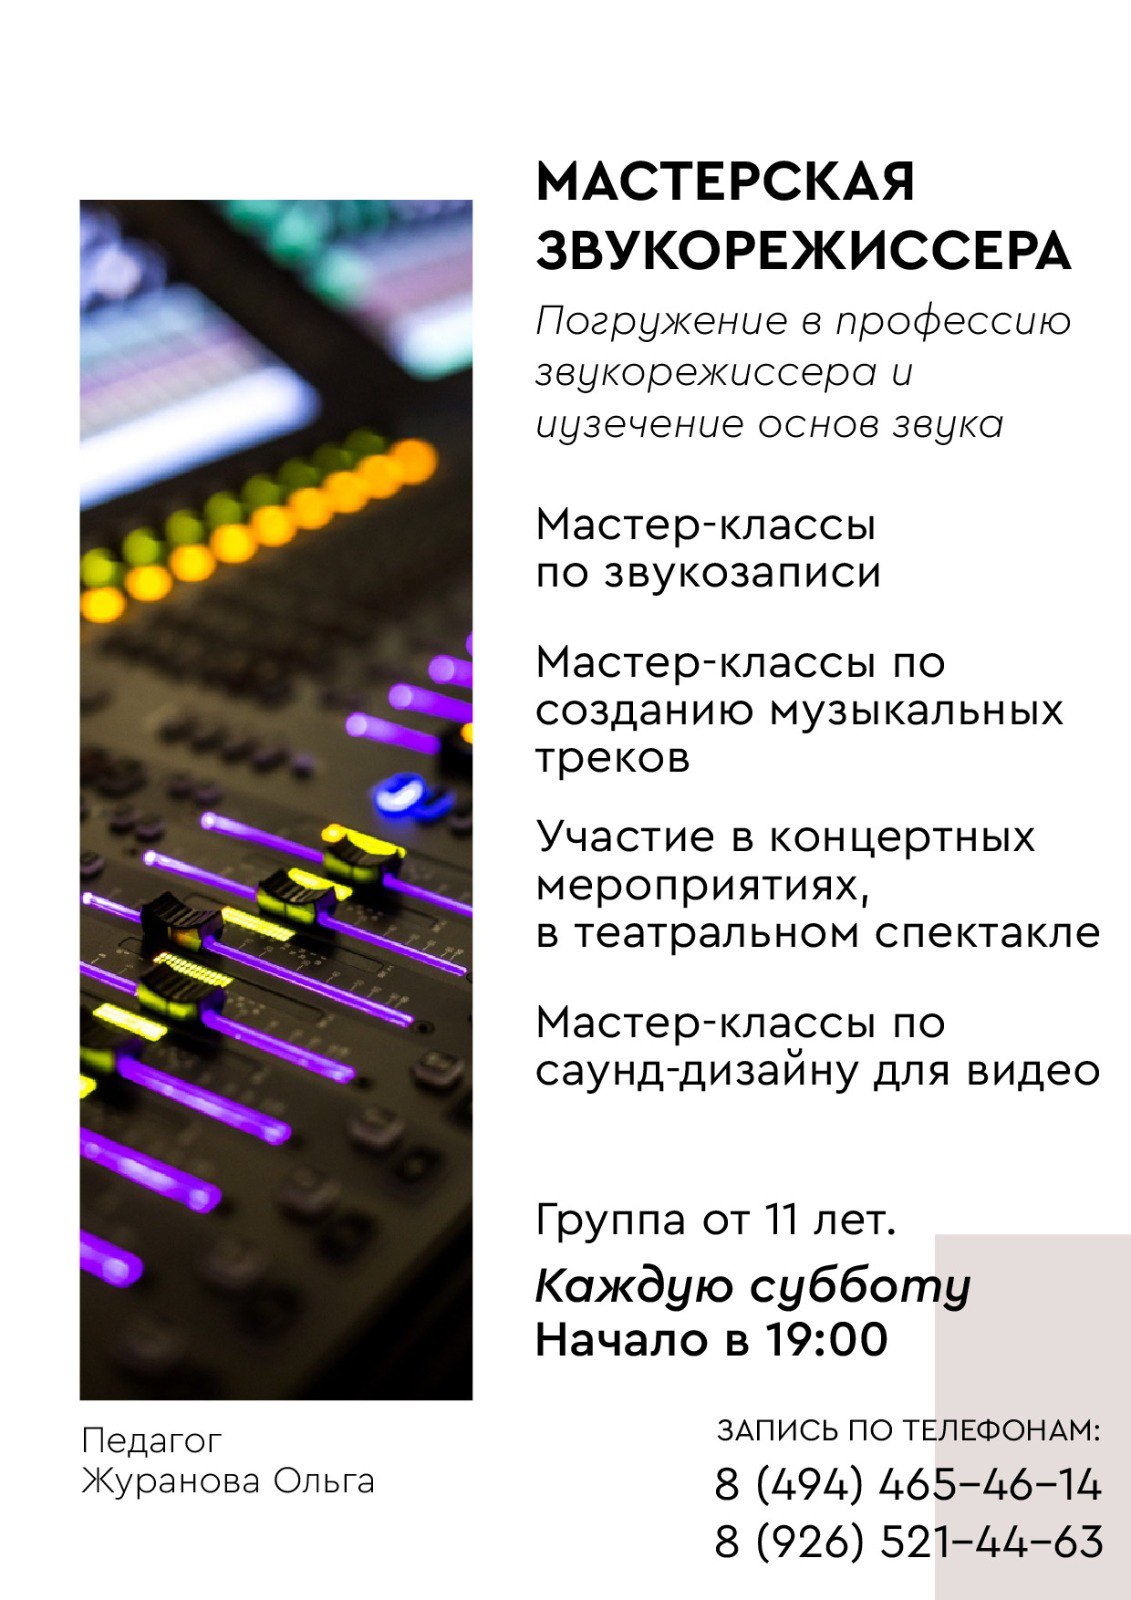 МАСТЕРСКАЯ
ЗВУКОРЕЖИССЕРА
Погружение в профессию
звукорежиссера и
иузечение основ звука
Мастер-классы
по звукозаписи
Мастер-классы по
созданию музыкальных
треков
Участие в концертных
мероприятиях,
в театральном спектакле
Мастер-классы по
саунд-дизайну для видео
Группа от 11 лет.
Каждую субботу
Начало в 19:00
Педагог
Журанова Ольга
ЗАПИСЬ ПО ТЕЛЕФОНАМ:
8 (494) 465-46-14
8 (926) 521-44-63